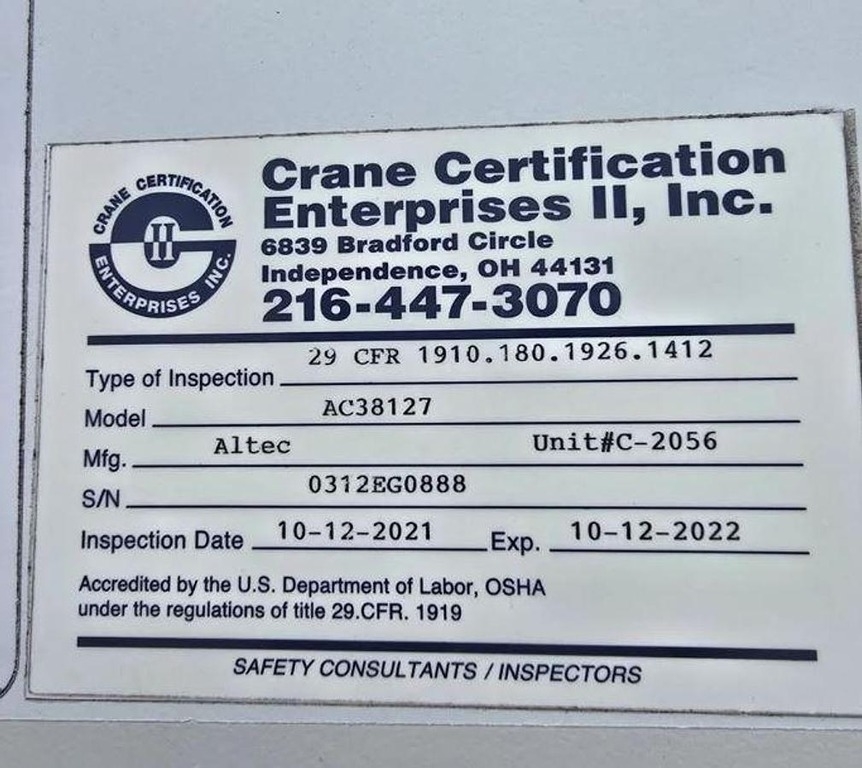 CRANE CERTIFICATION
II
ENTERPRISES INC.
Crane Certification
Enterprises II, Inc.
6839 Bradford Circle
Independence, OH 44131
216-447-3070
Type of Inspection 29 CFR 1910.180.1926.1412
Model AC38127
Mfg. Altec Unit#C-2056
S/N 0312EG0888
Inspection Date 10-12-2021 Exp. 10-12-2022
Accredited by the U.S. Department of Labor, OSHA
under the regulations of title 29.CFR. 1919
SAFETY CONSULTANTS / INSPECTORS